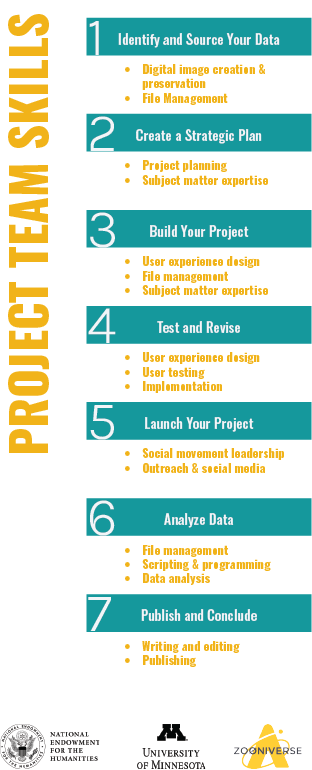 PROJECT TEAM SKILLS
1 Identify and Source Your Data
• Digital image creation &
preservation
• File Management
2 Create a Strategic Plan
• Project planning
• Subject matter expertise
3 Build Your Project
• User experience design
• File management
• Subject matter expertise
4 Test and Revise
• User experience design
• User testing
• Implementation
5 Launch Your Project
• Social movement leadership
• Outreach & social media
6 Analyze Data
• File management
• Scripting & programming
• Data analysis
7 Publish and Conclude
• Writing and editing
• Publishing
NATIONAL
ENDOWMENT
FOR THE
HUMANITIES
M
UNIVERSITY
OF MINNESOTA
ZOONIVERSE